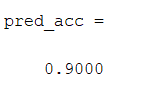 pred_acc =
0.9000